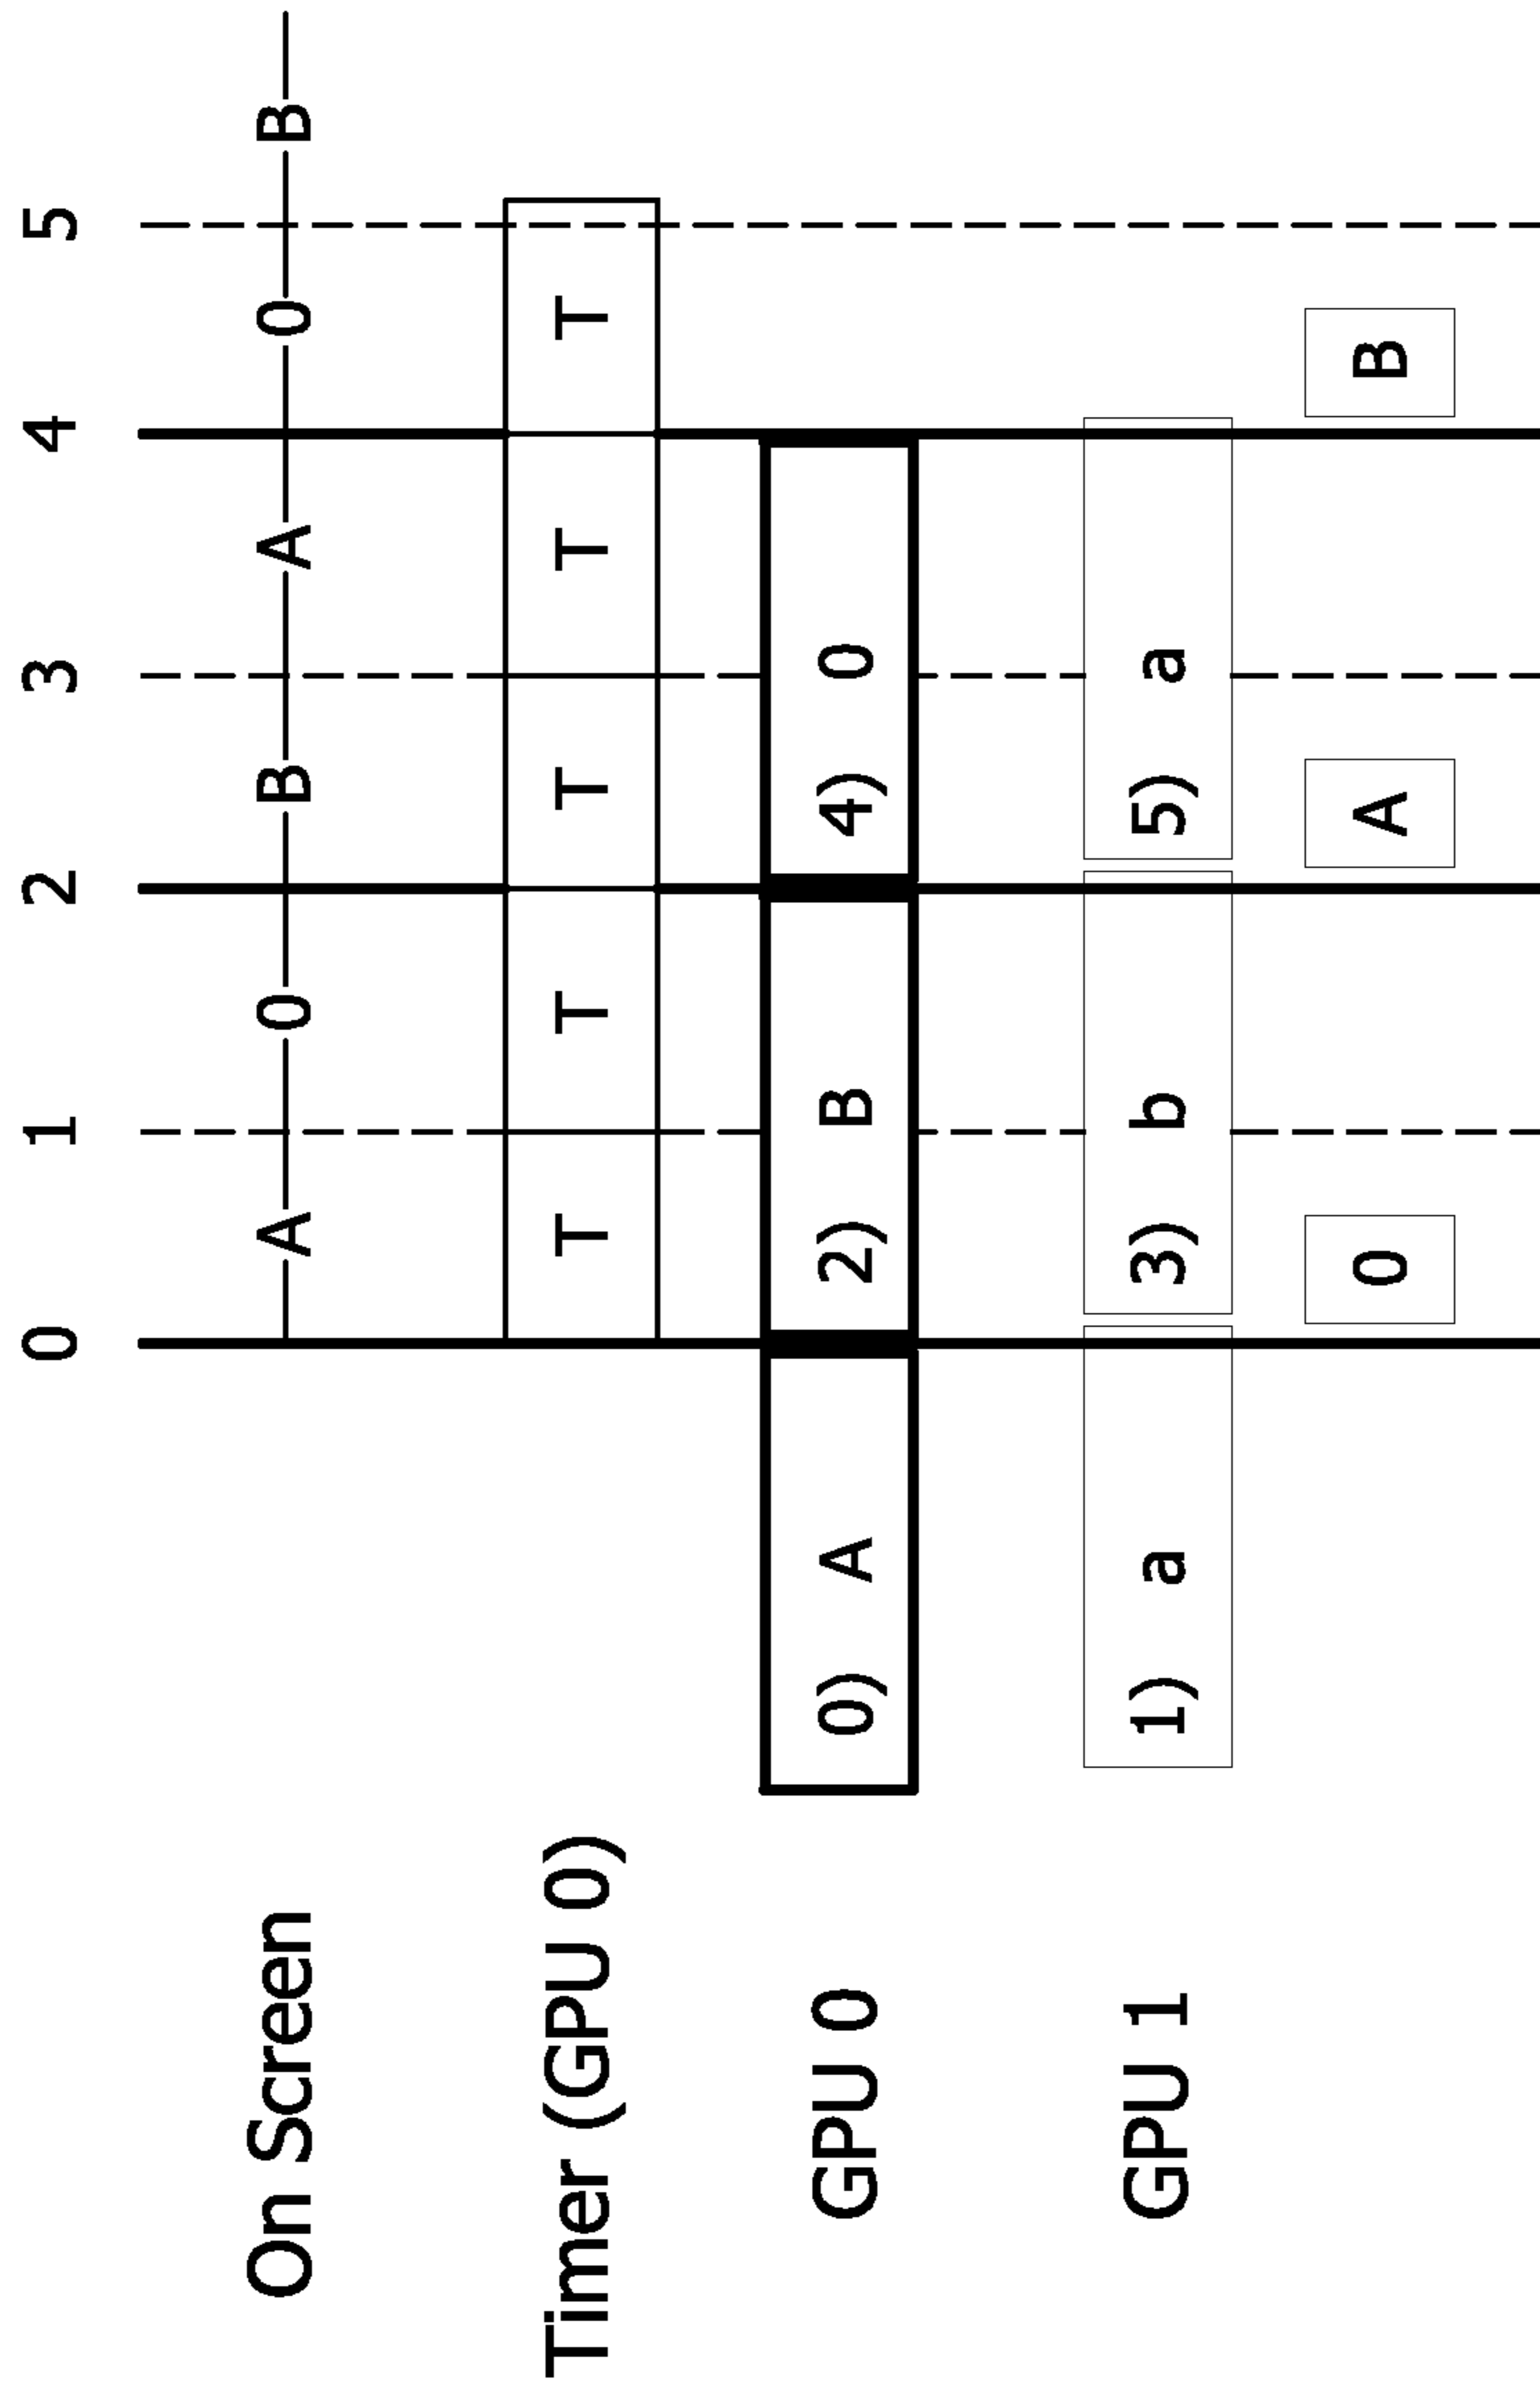 0 1 2 3 4 5
On Screen A 0 B A 0 B
Timer (GPU 0) T T T T T
GPU 0 0) A 2) B 4) 0
GPU 1 1) a 3) b 5) a
0 A B